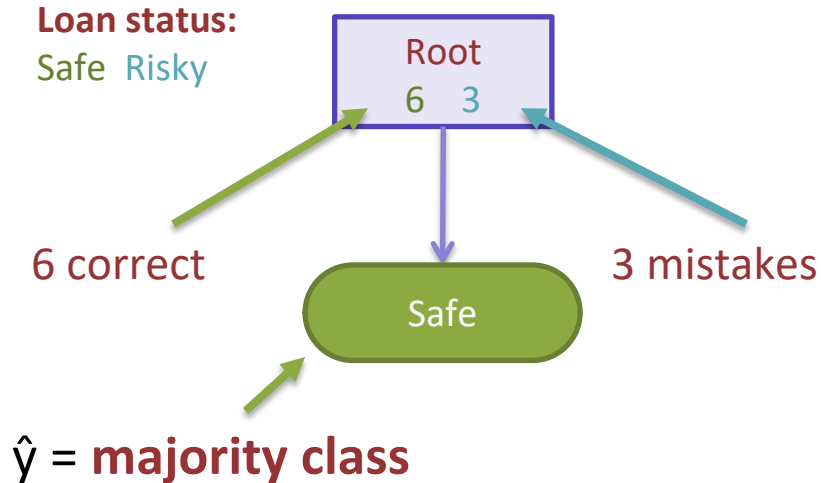 Loan status:
Safe Risky
Root
6 3
6 correct
3 mistakes
Safe
ŷ = majority class